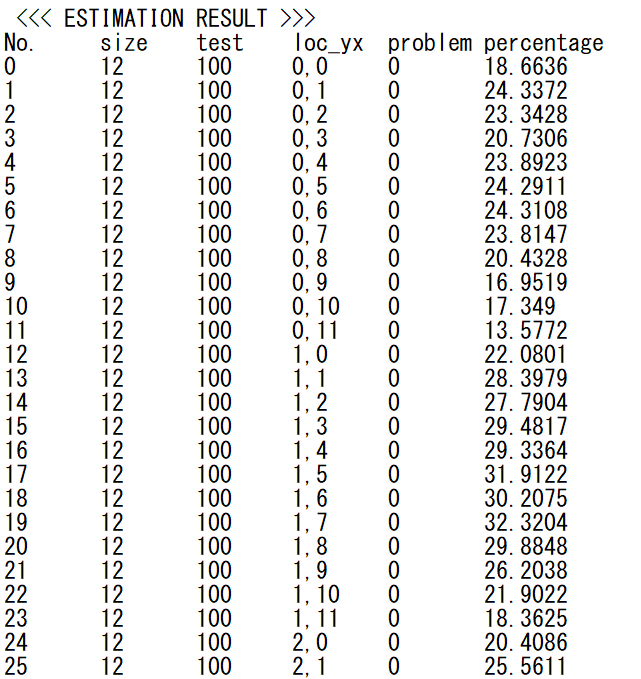 <<< ESTIMATION RESULT >>>
No. size test loc_yx problem percentage
0 12 100 0,0 0 18.6636
1 12 100 0,1 0 24.3372
2 12 100 0,2 0 23.3428
3 12 100 0,3 0 20.7306
4 12 100 0,4 0 23.8923
5 12 100 0,5 0 24.2911
6 12 100 0,6 0 24.3108
7 12 100 0,7 0 23.8147
8 12 100 0,8 0 20.4328
9 12 100 0,9 0 16.9519
10 12 100 0,10 0 17.349
11 12 100 0,11 0 13.5772
12 12 100 1,0 0 22.0801
13 12 100 1,1 0 28.3979
14 12 100 1,2 0 27.7904
15 12 100 1,3 0 29.4817
16 12 100 1,4 0 29.3364
17 12 100 1,5 0 31.9122
18 12 100 1,6 0 30.2075
19 12 100 1,7 0 32.3204
20 12 100 1,8 0 29.8848
21 12 100 1,9 0 26.2038
22 12 100 1,10 0 21.9022
23 12 100 1,11 0 18.3625
24 12 100 2,0 0 20.4086
25 12 100 2,1 0 25.5611